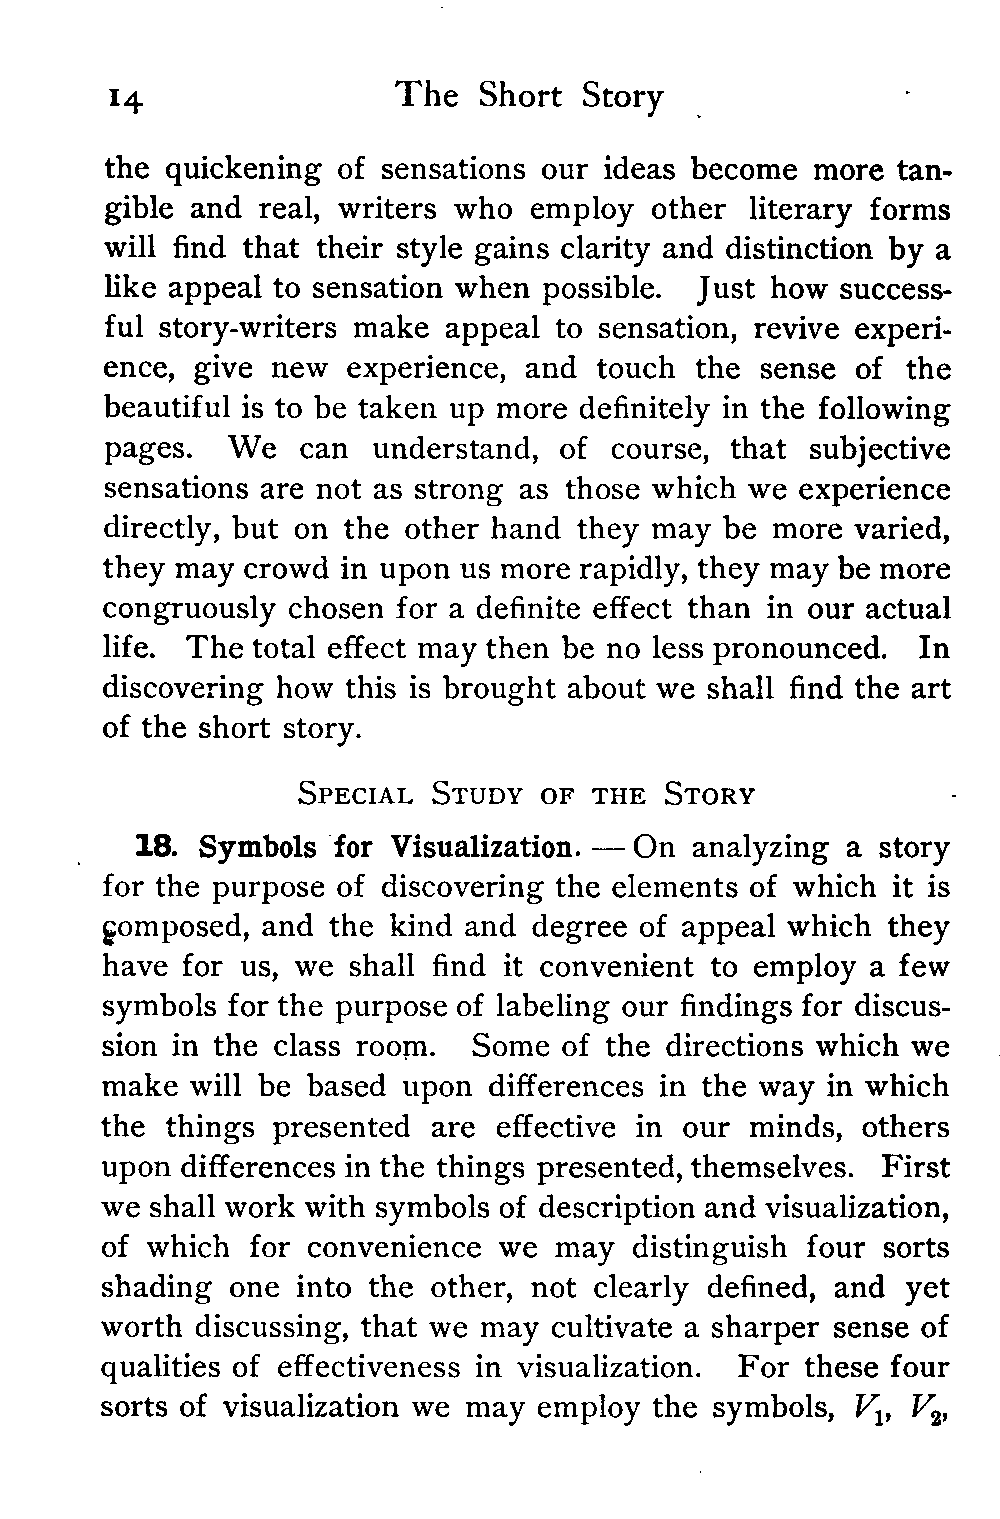 14 The Short Story
the quickening of sensations our ideas become more tan-
gible and real, writers who employ other literary forms
will find that their style gains clarity and distinction by a
like appeal to sensation when possible. Just how success-
ful story-writers make appeal to sensation, revive experi-
ence, give new experience, and touch the sense of the
beautiful is to be taken up more definitely in the following
pages. We can understand, of course, that subjective
sensations are not as strong as those which we experience
directly, but on the other hand they may be more varied,
they may crowd in upon us more rapidly, they may be more
congruously chosen for a definite effect than in our actual
life. The total effect may then be no less pronounced. In
discovering how this is brought about we shall find the art
of the short story.
SPECIAL STUDY OF THE STORY
18. Symbols for Visualization. — On analyzing a story
for the purpose of discovering the elements of which it is
composed, and the kind and degree of appeal which they
have for us, we shall find it convenient to employ a few
symbols for the purpose of labeling our findings for discus-
sion in the class room. Some of the directions which we
make will be based upon differences in the way in which
the things presented are effective in our minds, others
upon differences in the things presented, themselves. First
we shall work with symbols of description and visualization,
of which for convenience we may distinguish four sorts
shading one into the other, not clearly defined, and yet
worth discussing, that we may cultivate a sharper sense of
qualities of effectiveness in visualization. For these four
sorts of visualization we may employ the symbols, V₁, V₂,